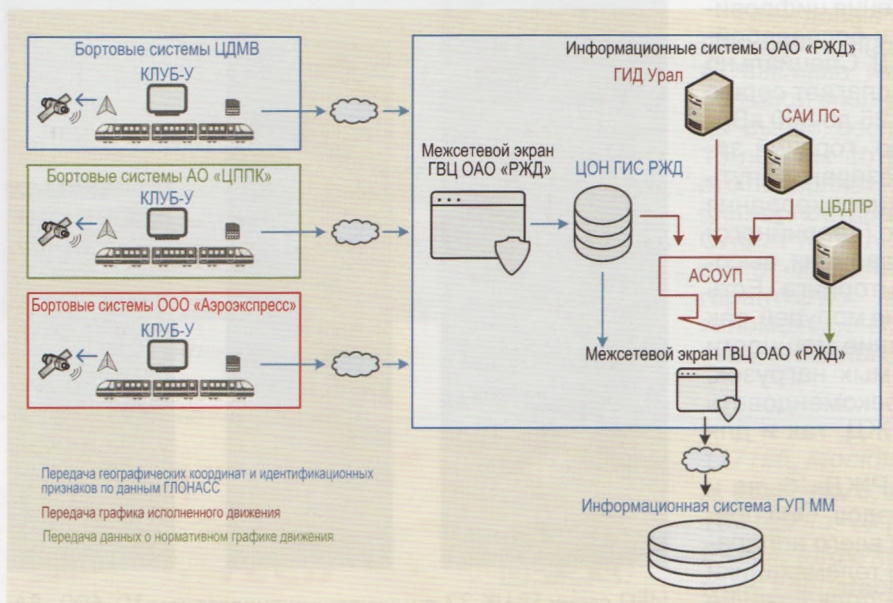 Бортовые системы ЦДМВ
КЛУБ-У
Бортовые системы АО «ЦППК»
КЛУБ-У
Бортовые системы ООО «Аэроэкспресс»
КЛУБ-У
Информационные системы ОАО «РЖД»
ГИД Урал
САИ ПС
Межсетевой экран
ГВЦ ОАО «РЖД»
ЦОН ГИС РЖД
ЦБДПР
АСОУП
Межсетевой экран ГВЦ ОАО «РЖД»
Информационная система ГУП ММ
Передача географических координат и идентификационных
признаков по данным ГЛОНАСС
Передача графика исполненного движения
Передача данных о нормативном графике движения